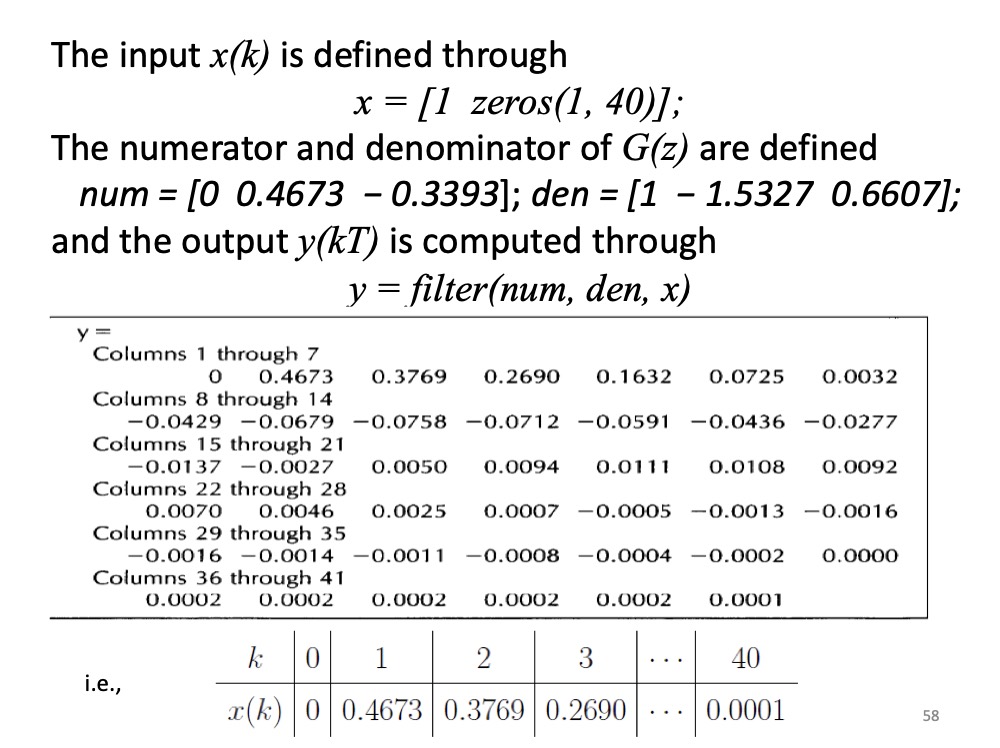 The input x(k) is defined through
x = [1 zeros(1, 40)];
The numerator and denominator of G(z) are defined
num = [0 0.4673 − 0.3393]; den = [1 − 1.5327 0.6607];
and the output y(kT) is computed through
y = filter(num, den, x)
y =
Columns 1 through 7
0 0.4673 0.3769 0.2690 0.1632 0.0725 0.0032
Columns 8 through 14
−0.0429 −0.0679 −0.0758 −0.0712 −0.0591 −0.0436 −0.0277
Columns 15 through 21
−0.0137 −0.0027 0.0050 0.0094 0.0111 0.0108 0.0092
Columns 22 through 28
0.0070 0.0046 0.0025 0.0007 −0.0005 −0.0013 −0.0016
Columns 29 through 35
−0.0016 −0.0014 −0.0011 −0.0008 −0.0004 −0.0002 0.0000
Columns 36 through 41
0.0002 0.0002 0.0002 0.0002 0.0002 0.0001
k 0 1 2 3 ··· 40
i.e.,
x(k) 0 0.4673 0.3769 0.2690 ··· 0.0001
58